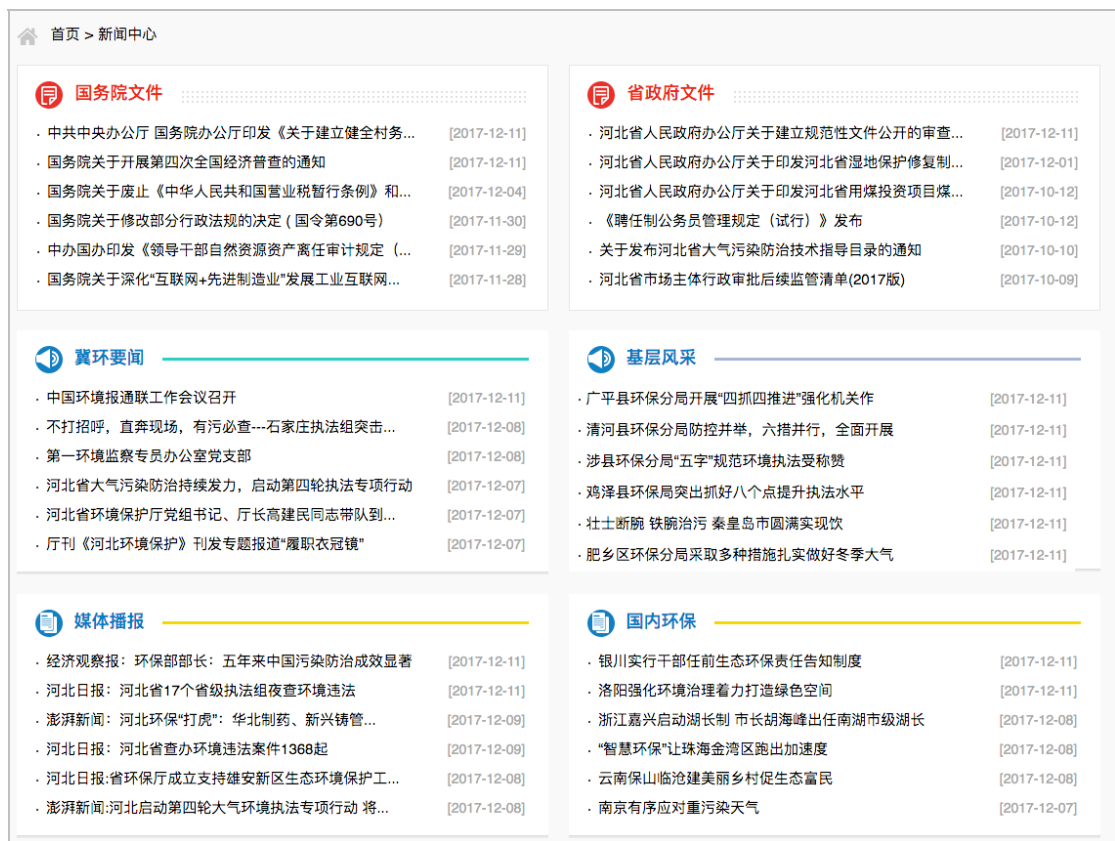 首页 > 新闻中心
国务院文件
· 中共中央办公厅 国务院办公厅印发《关于建立健全村务... [2017-12-11]
· 国务院关于开展第四次全国经济普查的通知 [2017-12-11]
· 国务院关于废止《中华人民共和国营业税暂行条例》和... [2017-12-04]
· 国务院关于修改部分行政法规的决定 ( 国令第690号） [2017-11-30]
· 中办国办印发《领导干部自然资源资产离任审计规定（... [2017-11-29]
· 国务院关于深化“互联网+先进制造业”发展工业互联网... [2017-11-28]
省政府文件
· 河北省人民政府办公厅关于建立规范性文件公开的审查... [2017-12-11]
· 河北省人民政府办公厅关于印发河北省湿地保护修复制... [2017-12-01]
· 河北省人民政府办公厅关于印发河北省用煤投资项目煤... [2017-10-12]
· 《聘任制公务员管理规定（试行）》发布 [2017-10-12]
· 关于发布河北省大气污染防治技术指导目录的通知 [2017-10-10]
· 河北省市场主体行政审批后续监管清单(2017版) [2017-10-09]
冀环要闻
· 中国环境报通联工作会议召开 [2017-12-11]
· 不打招呼，直奔现场，有污必查---石家庄执法组突击... [2017-12-08]
· 第一环境监察专员办公室党支部 [2017-12-08]
· 河北省大气污染防治持续发力，启动第四轮执法专项行动 [2017-12-07]
· 河北省环境保护厅党组书记、厅长高建民同志带队到... [2017-12-07]
· 厅刊《河北环境保护》刊发专题报道“履职衣冠镜” [2017-12-07]
基层风采
· 广平县环保分局开展“四抓四推进”强化机关作 [2017-12-11]
· 清河县环保分局防控并举，六措并行，全面开展 [2017-12-11]
· 涉县环保分局“五字”规范环境执法受称赞 [2017-12-11]
· 鸡泽县环保局突出抓好八个点提升执法水平 [2017-12-11]
· 壮士断腕 铁腕治污 秦皇岛市圆满实现饮 [2017-12-11]
· 肥乡区环保分局采取多种措施扎实做好冬季大气 [2017-12-11]
媒体播报
· 经济观察报：环保部部长：五年来中国污染防治成效显著 [2017-12-11]
· 河北日报：河北省17个省级执法组夜查环境违法 [2017-12-11]
· 澎湃新闻：河北环保“打虎”：华北制药、新兴铸管... [2017-12-09]
· 河北日报：河北省查办环境违法案件1368起 [2017-12-09]
· 河北日报:省环保厅成立支持雄安新区生态环境保护工... [2017-12-08]
· 澎湃新闻:河北启动第四轮大气环境执法专项行动 将... [2017-12-08]
国内环保
· 银川实行干部任前生态环保责任告知制度 [2017-12-11]
· 洛阳强化环境治理着力打造绿色空间 [2017-12-11]
· 浙江嘉兴启动湖长制 市长胡海峰出任南湖市级湖长 [2017-12-08]
· “智慧环保”让珠海金湾区跑出加速度 [2017-12-08]
· 云南保山临沧建美丽乡村促生态富民 [2017-12-08]
· 南京有序应对重污染天气 [2017-12-07]